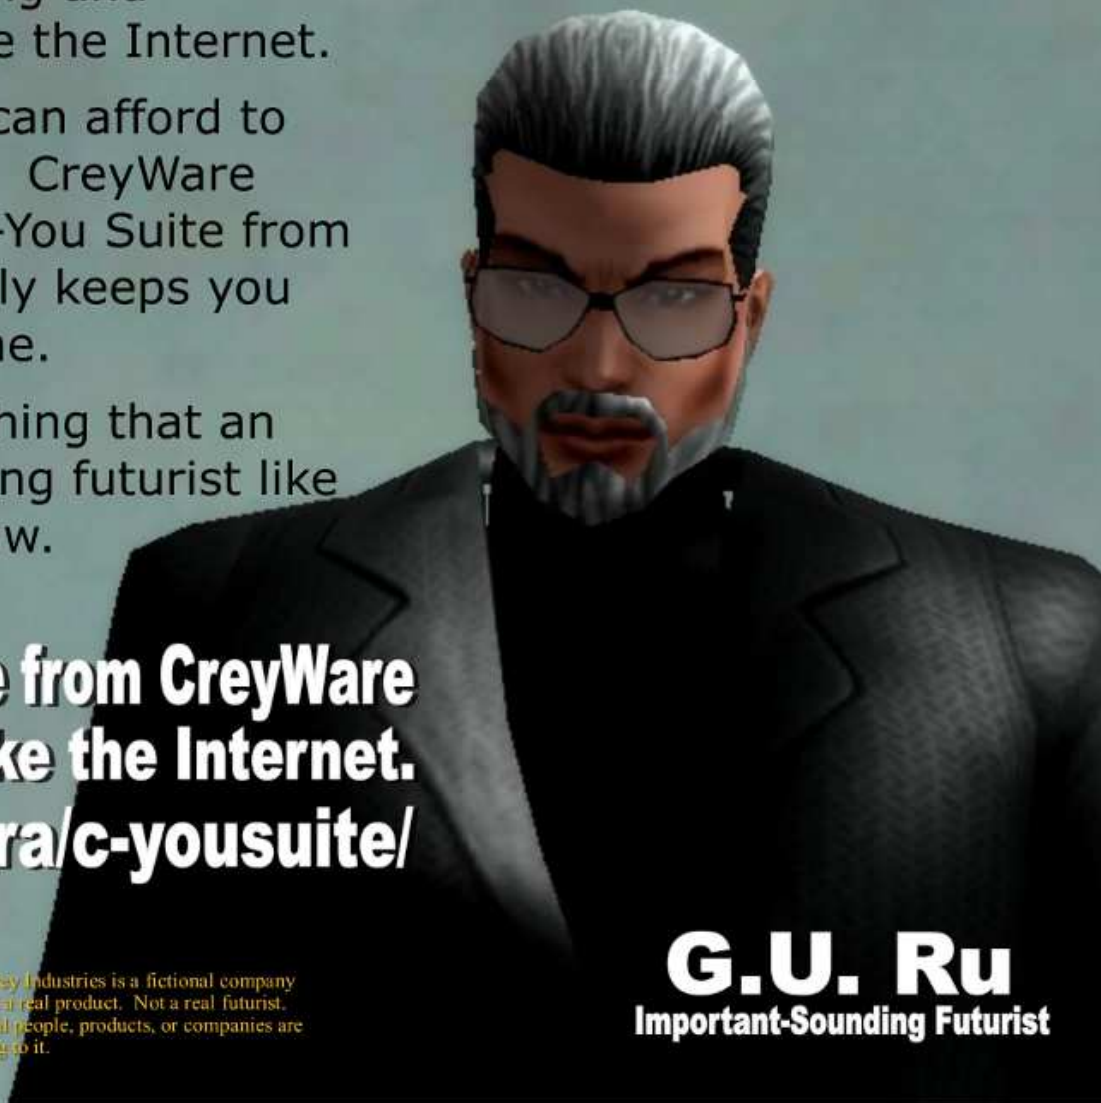 e the Internet.
can afford to
CreyWare
-You Suite from
ly keeps you
ne.
ning that an
ng futurist like
w.
e from CreyWare
ke the Internet.
ra/c-yousuite/
ey Industries is a fictional company
a real product. Not a real futurist.
l people, products, or companies are
g to it.
G.U. Ru
Important-Sounding Futurist